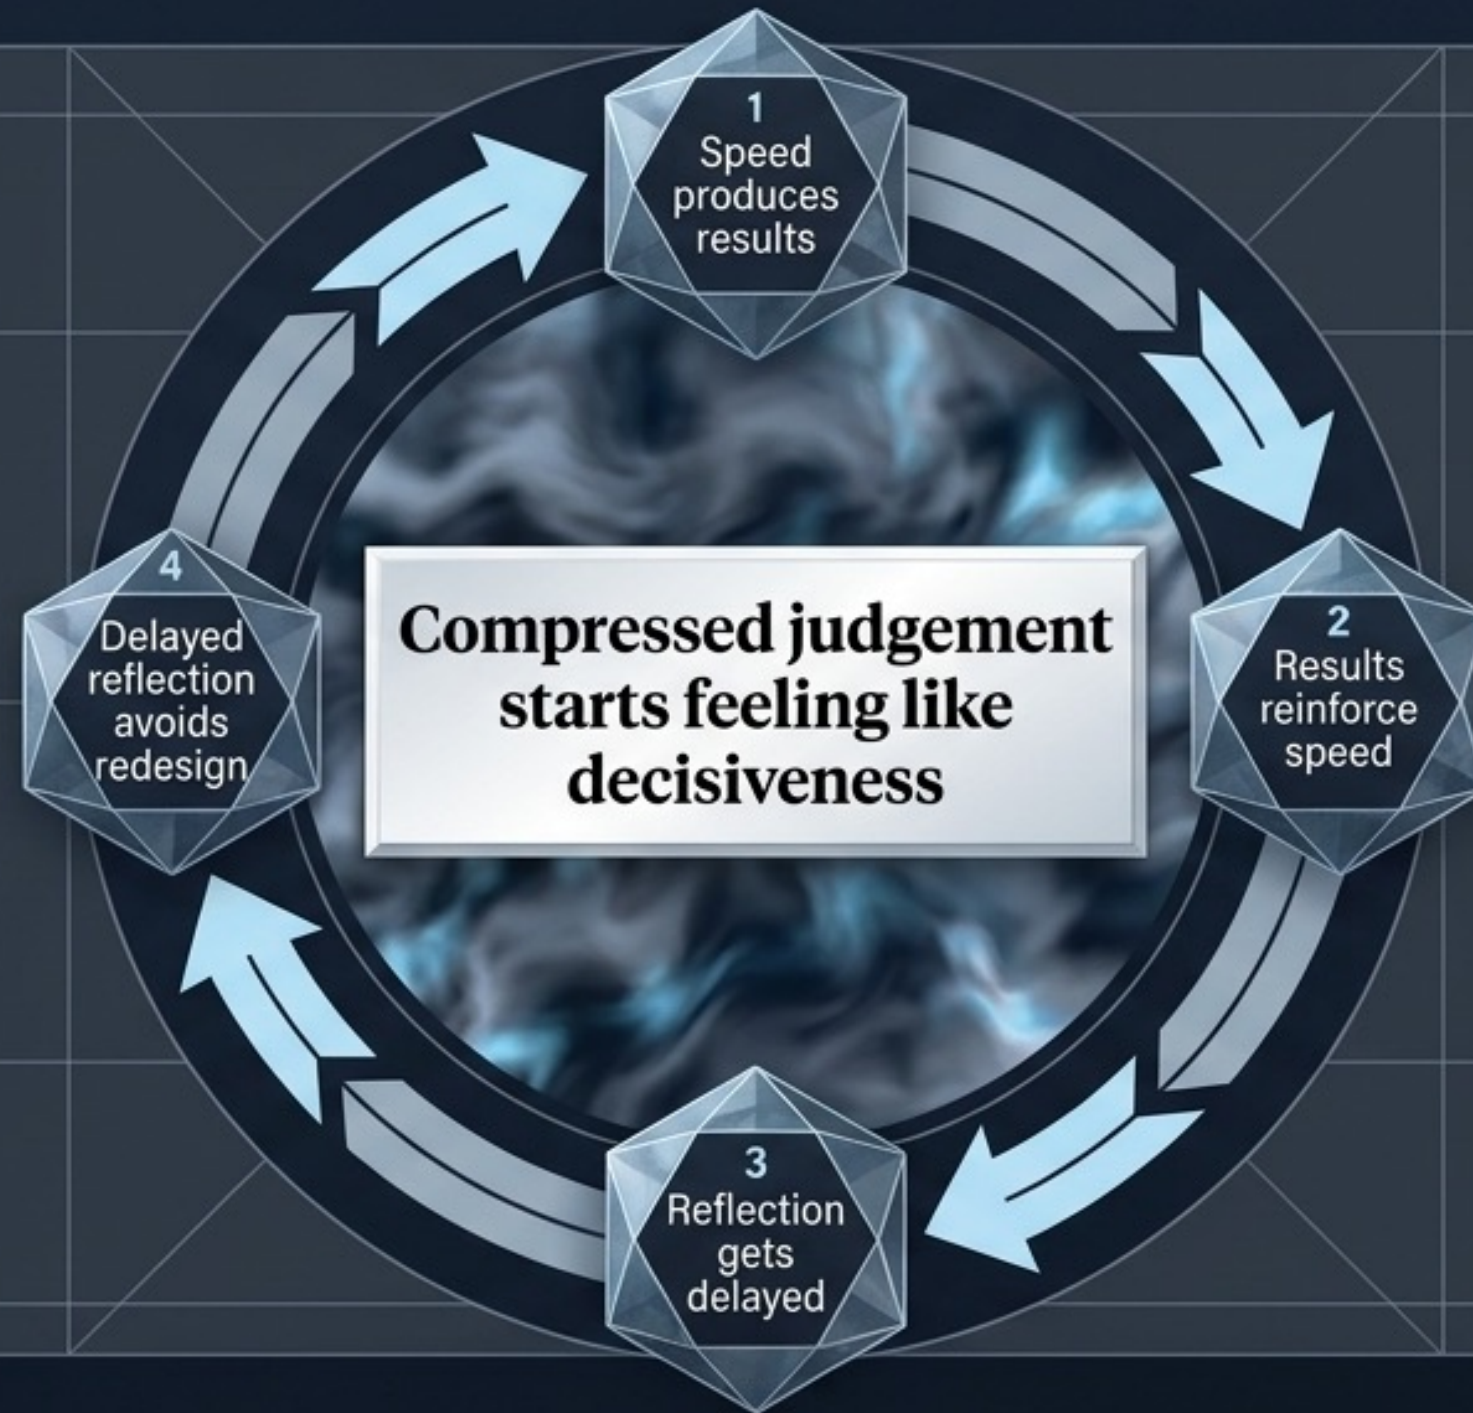 1
Speed
produces
results
2
Results
reinforce
speed
3
Reflection
gets
delayed
4
Delayed
reflection
avoids
redesign
Compressed judgement
starts feeling like
decisiveness